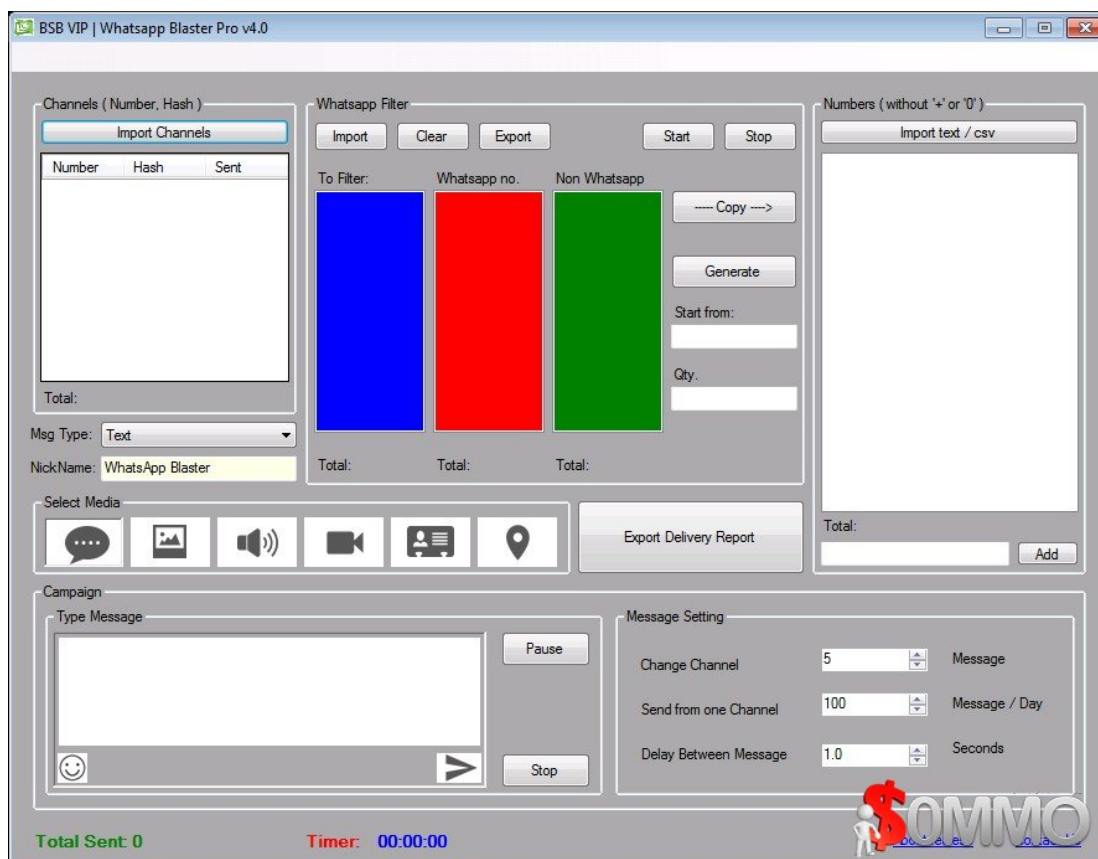 BSB VIP | Whatsapp Blaster Pro v4.0
Channels ( Number, Hash )
Import Channels
Number Hash Sent
Total:
Msg Type: Text
NickName: WhatsApp Blaster
Whatsapp Filter
Import Clear Export Start Stop
To Filter: Whatsapp no. Non Whatsapp
----- Copy ---->
Generate
Start from:
Qty.
Total: Total: Total:
Numbers ( without '+' or '0' )
Import text / csv
Total:
Add
Select Media
Export Delivery Report
Campaign
Type Message
Pause
Stop
Message Setting
Change Channel 5 Message
Send from one Channel 100 Message / Day
Delay Between Message 1.0 Seconds
Total Sent: 0 Timer: 00:00:00
$OMMO